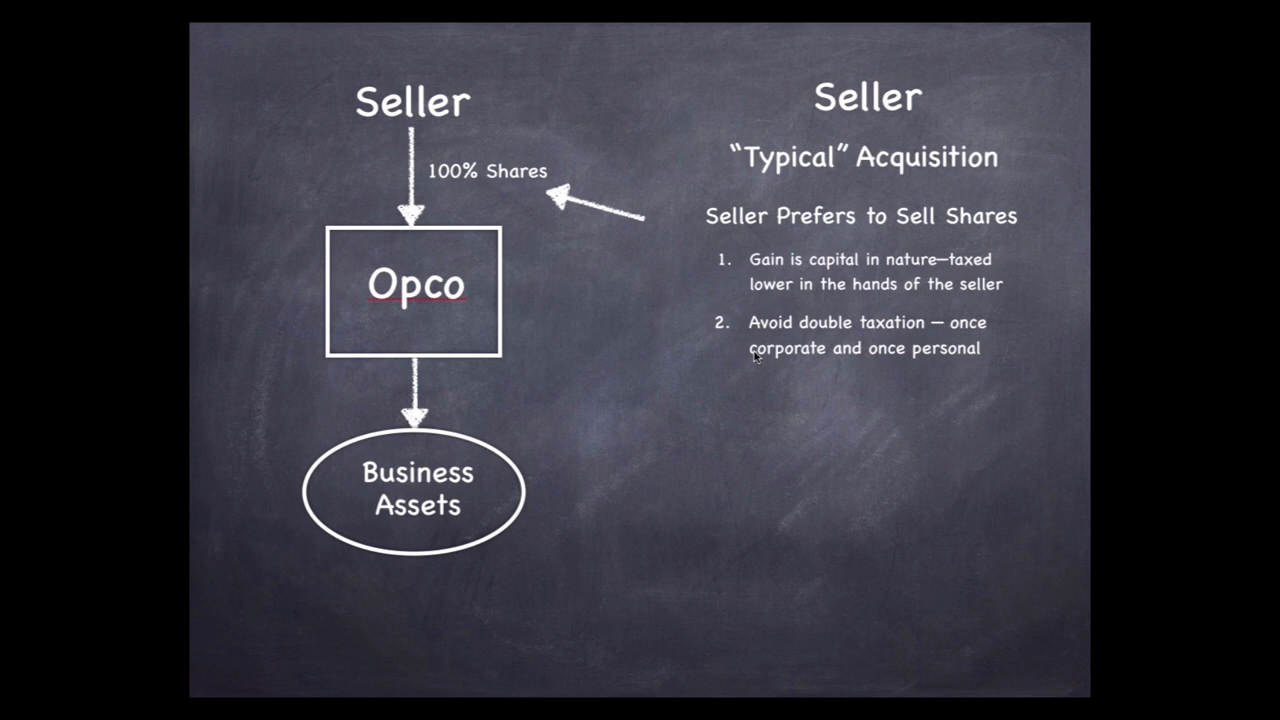 Seller
100% Shares
Opco
Business
Assets
Seller
“Typical” Acquisition
Seller Prefers to Sell Shares
1. Gain is capital in nature—taxed
lower in the hands of the seller
2. Avoid double taxation — once
corporate and once personal